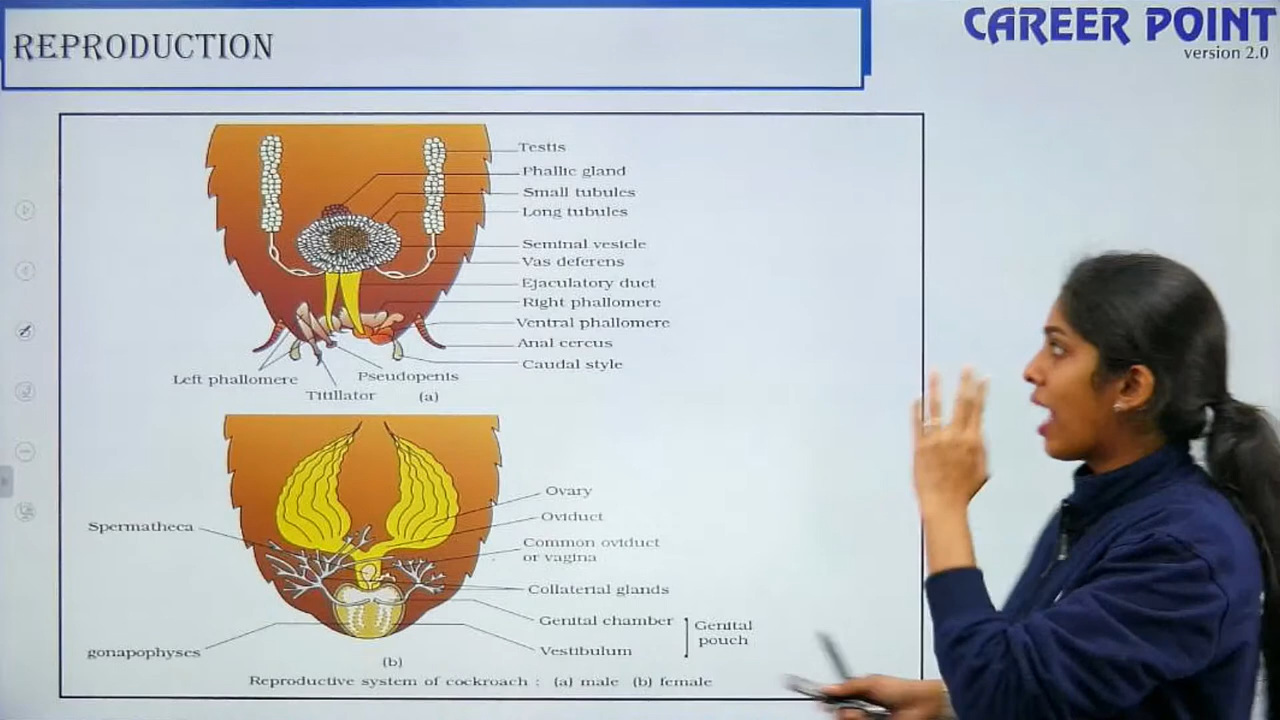 REPRODUCTION
CAREER POINT
version 2.0
Testis
Phallic gland
Small tubules
Long tubules
Seminal vesicle
Vas deferens
Ejaculatory duct
Right phallomere
Ventral phallomere
Anal cercus
Caudal style
Left phallomere
Pseudopenis
Titillator
(a)
Ovary
Spermatheca
Oviduct
Common oviduct
or vagina
Collaterial glands
Genital chamber
Genital
pouch
Vestibulum
gonapophyses
(b)
Reproductive system of cockroach : (a) male (b) female